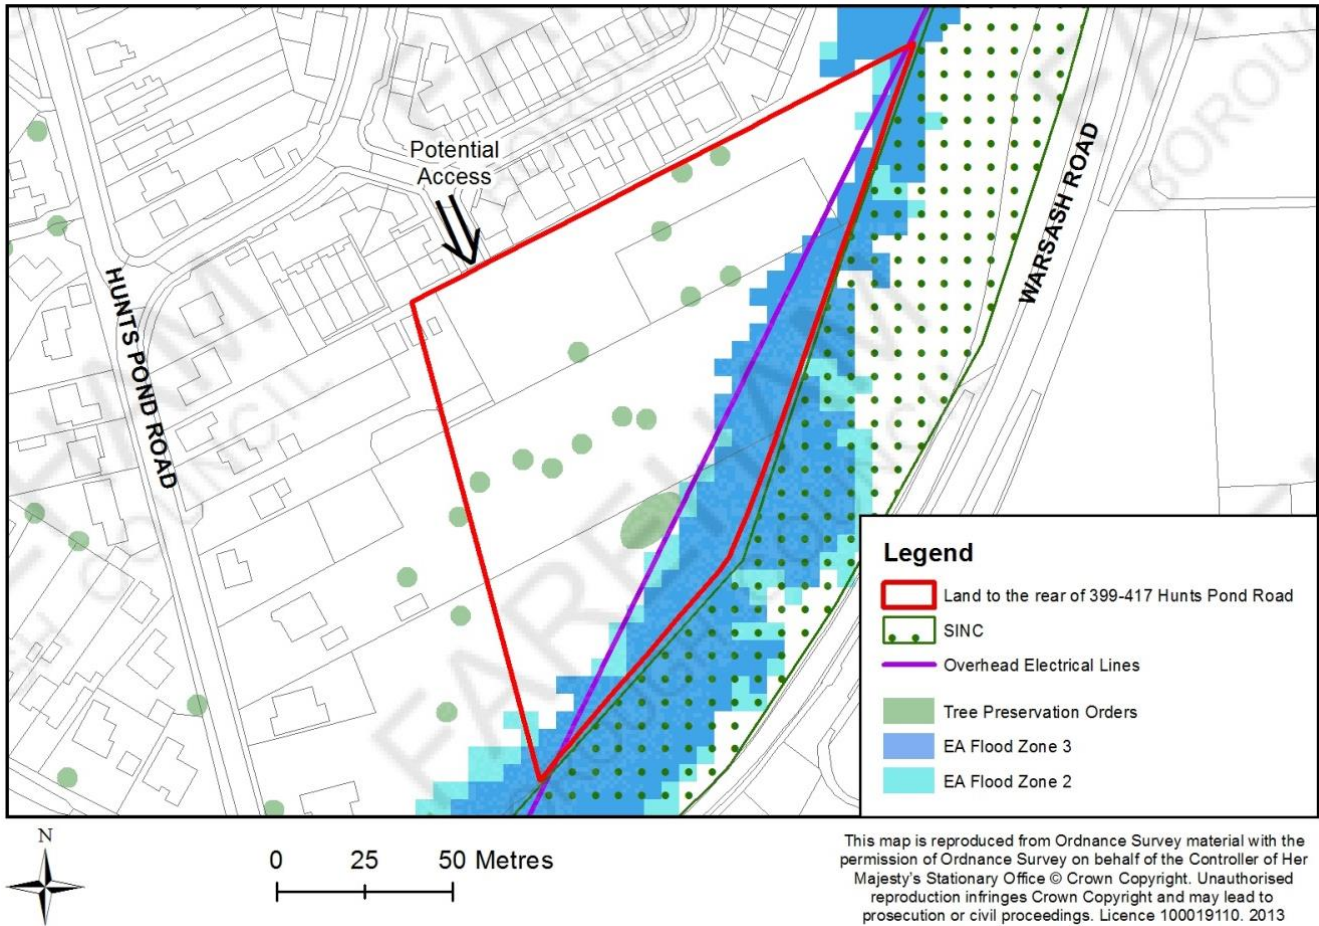 Potential
Access
HUNTS POND ROAD
WARSASH ROAD
FAREHAM
BOROUGH COUNCIL
Legend
Land to the rear of 399-417 Hunts Pond Road
SINC
Overhead Electrical Lines
Tree Preservation Orders
EA Flood Zone 3
EA Flood Zone 2
N
0 25 50 Metres
This map is reproduced from Ordnance Survey material with the
permission of Ordnance Survey on behalf of the Controller of Her
Majesty's Stationary Office © Crown Copyright. Unauthorised
reproduction infringes Crown Copyright and may lead to
prosecution or civil proceedings. Licence 100019110. 2013